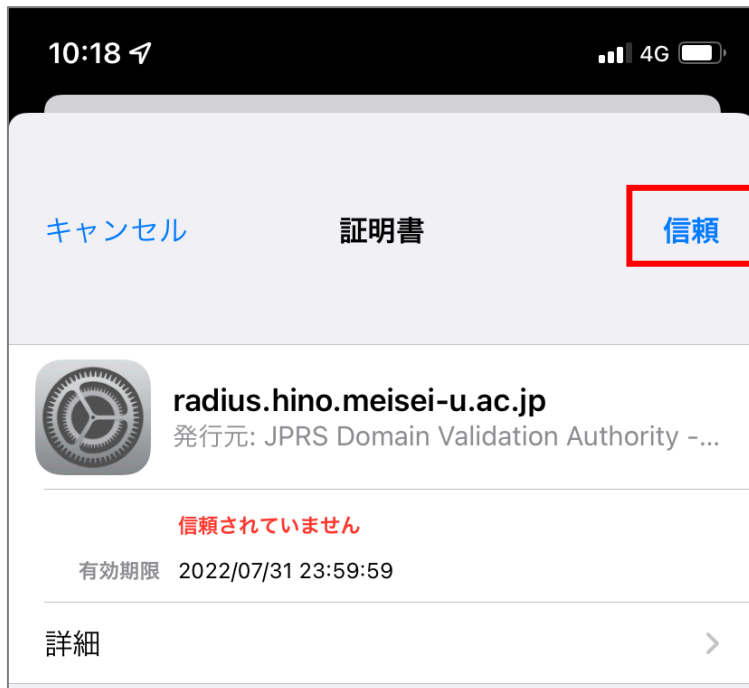 10:18 4G
キャンセル 証明書 信頼
radius.hino.meisei-u.ac.jp
発行元: JPRS Domain Validation Authority -...
信頼されていません
有効期限 2022/07/31 23:59:59
詳細